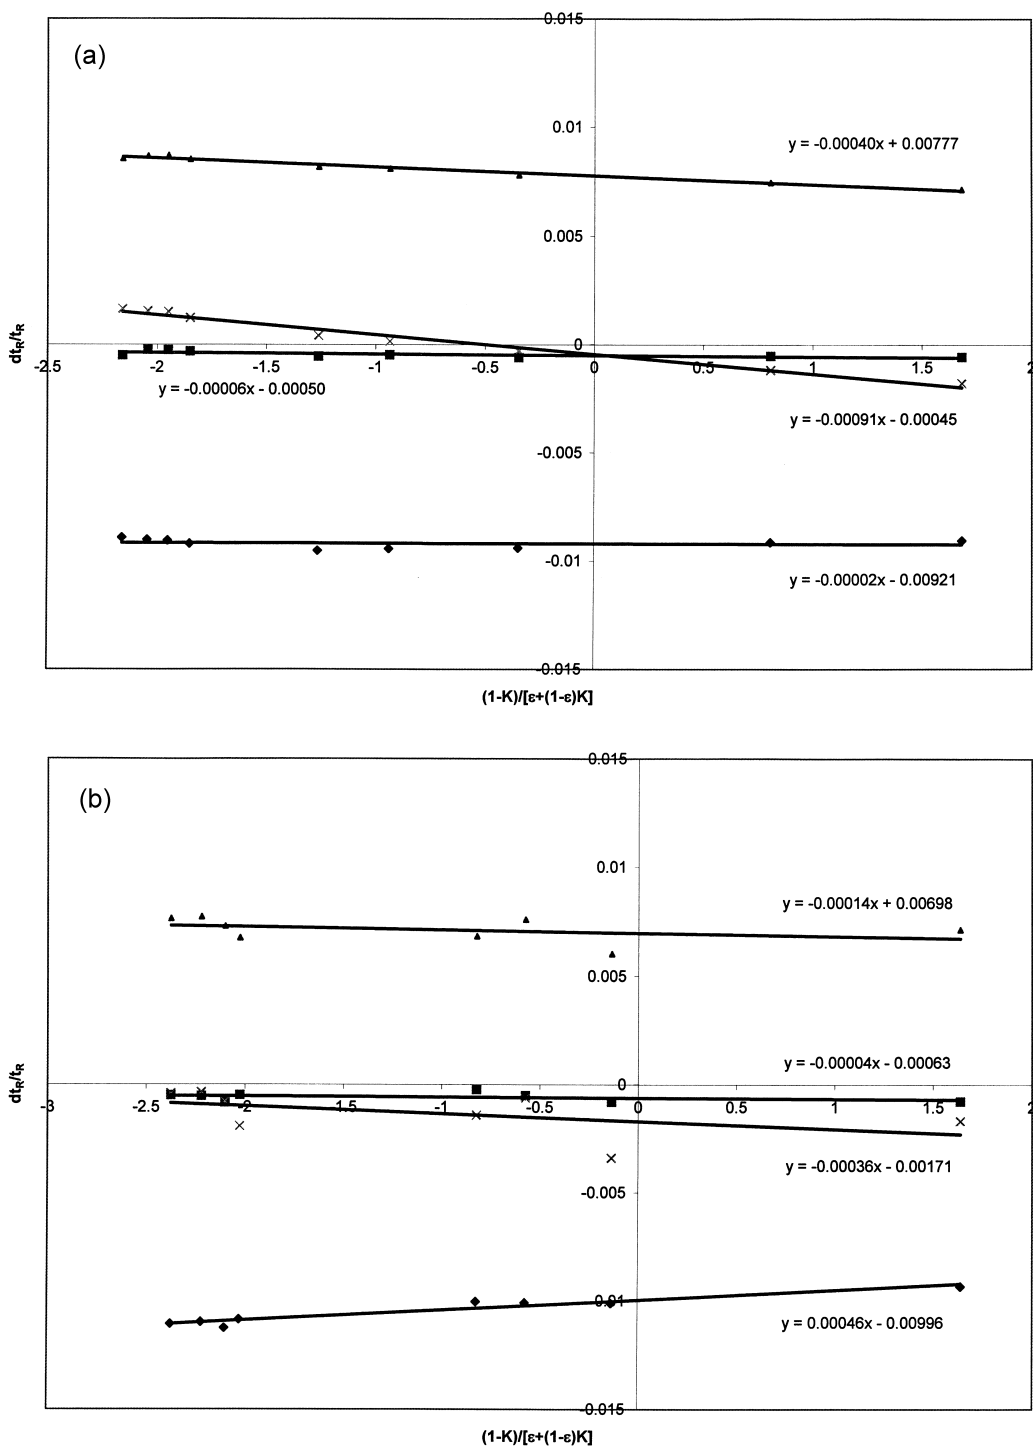 (a)
0.015
0.01
y = -0.00040x + 0.00777
0.005
dtR/tR
0
-2.5
-2
-1.5
-1
-0.5
0
0.5
1
1.5
2
y = -0.00006x - 0.00050
y = -0.00091x - 0.00045
-0.005
-0.01
y = -0.00002x - 0.00921
-0.015
(1-K)/[ε+(1-ε)K]
(b)
0.015
0.01
y = -0.00014x + 0.00698
0.005
y = -0.00004x - 0.00063
dtR/tR
0
-3
-2.5
-2
-1.5
-1
-0.5
0
0.5
1
1.5
2
y = -0.00036x - 0.00171
-0.005
-0.01
y = 0.00046x - 0.00996
-0.015
(1-K)/[ε+(1-ε)K]